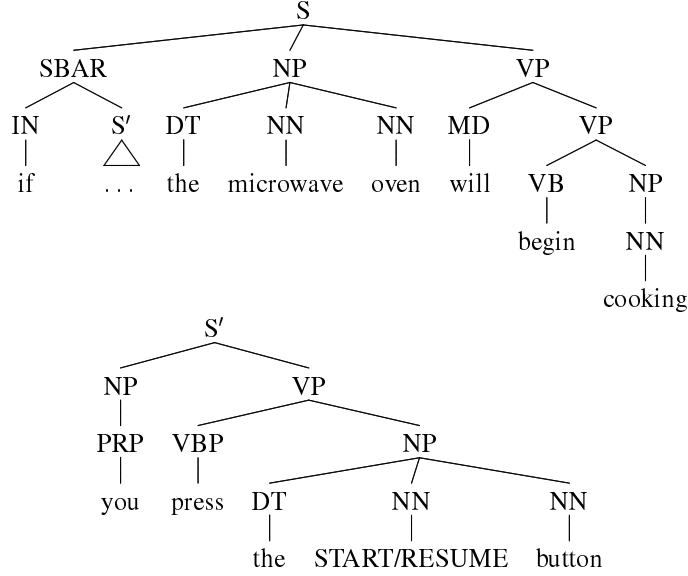 S
SBAR NP VP
IN S′ DT NN NN MD VP
if ... the microwave oven will VB NP
begin NN
cooking
S′
NP VP
PRP VBP NP
you press DT NN NN
the START/RESUME button